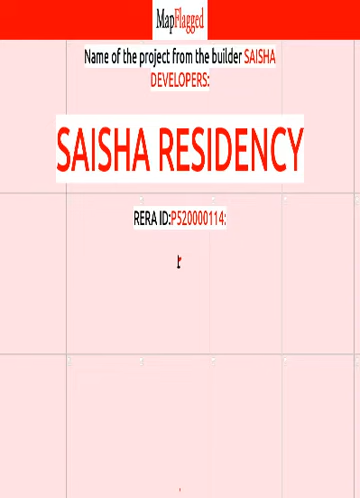 MapFlagged
Name of the project from the builder SAISHA
DEVELOPERS:
SAISHA RESIDENCY
RERA ID:P520000114: